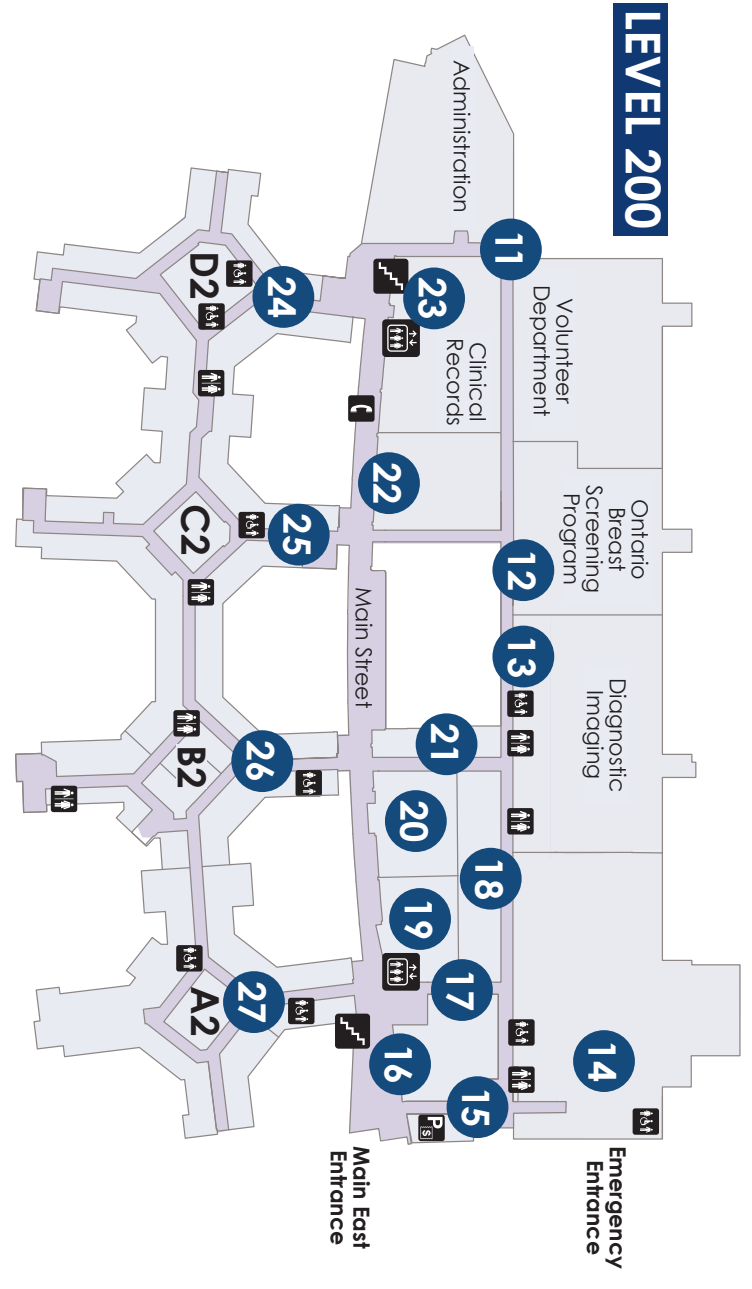 LEVEL 200
Administration
11
Volunteer
Department
23
Clinical
Records
24
D2
22
Ontario
Breast
Screening
Program
12
25
C2
Main Street
13
Diagnostic
Imaging
21
26
B2
20
18
19
17
27
A2
14
16
15
P
S
Main East
Entrance
Emergency
Entrance